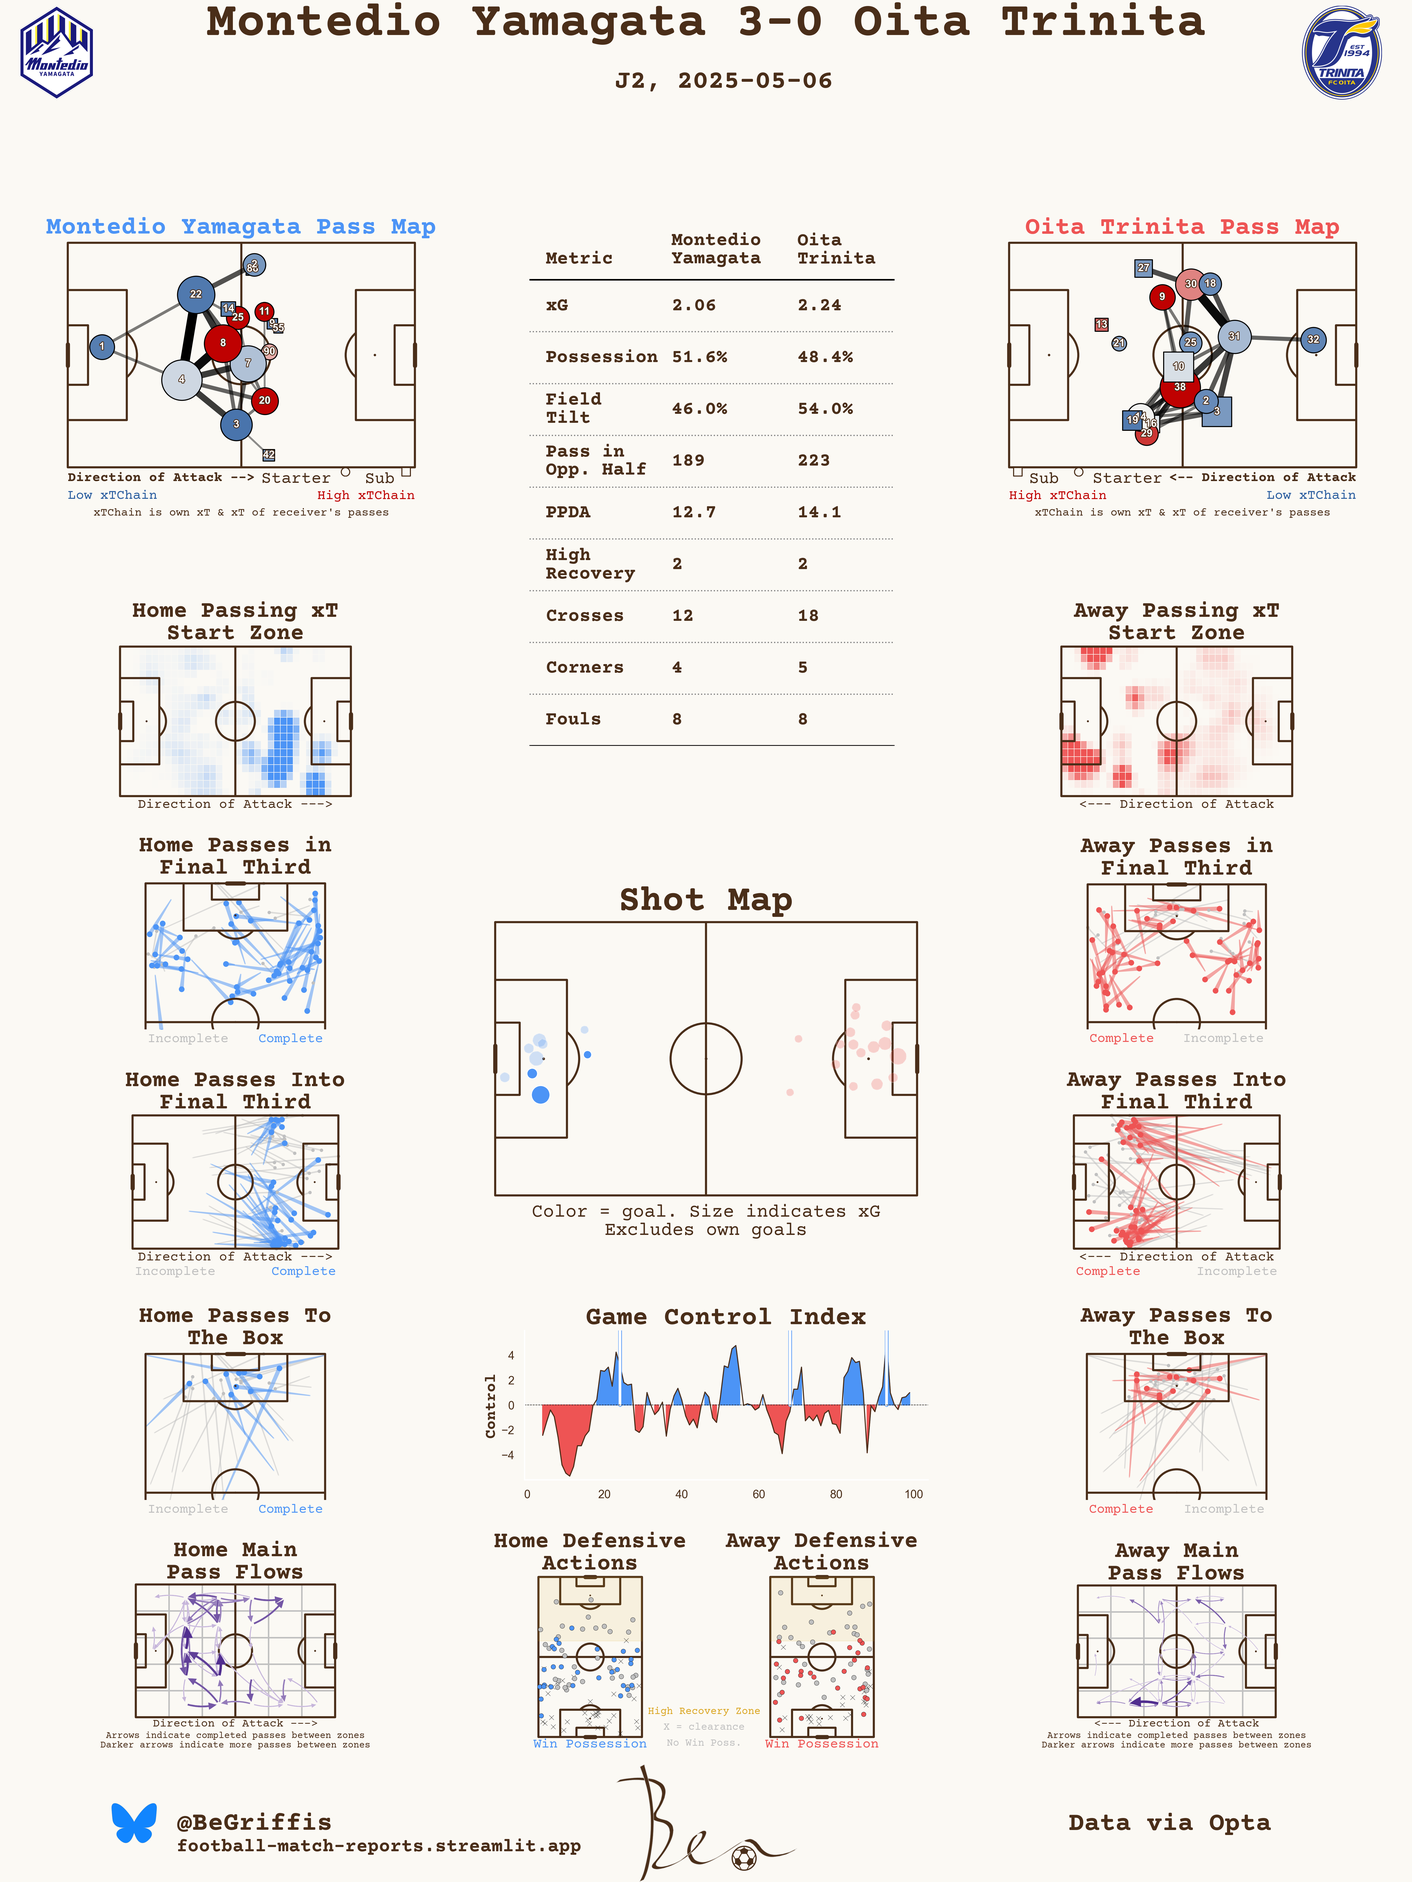 Montedio Yamagata 3-0 Oita Trinita
J2, 2025-05-06
Montedio
YAMAGATA
EST
1994
TRINITA
FC OITA
Montedio Yamagata Pass Map
22
2
14
25
11
55
8
90
7
1
4
20
3
42
Direction of Attack --> Starter Sub
Low xTChain High xTChain
xTChain is own xT & xT of receiver's passes
Metric Montedio Yamagata Oita Trinita
xG 2.06 2.24
Possession 51.6% 48.4%
Field Tilt 46.0% 54.0%
Pass in Opp. Half 189 223
PPDA 12.7 14.1
High Recovery 2 2
Crosses 12 18
Corners 4 5
Fouls 8 8
Oita Trinita Pass Map
27
30
18
9
13
21
25
31
32
10
38
2
3
19
16
29
Sub Starter <-- Direction of Attack
High xTChain Low xTChain
xTChain is own xT & xT of receiver's passes
Home Passing xT
Start Zone
Direction of Attack --->
Away Passing xT
Start Zone
<--- Direction of Attack
Home Passes in
Final Third
Incomplete Complete
Away Passes in
Final Third
Complete Incomplete
Shot Map
Color = goal. Size indicates xG
Excludes own goals
Home Passes Into
Final Third
Direction of Attack --->
Incomplete Complete
Away Passes Into
Final Third
<--- Direction of Attack
Complete Incomplete
Home Passes To
The Box
Incomplete Complete
Game Control Index
Control
4
2
0
−2
−4
0 20 40 60 80 100
Away Passes To
The Box
Complete Incomplete
Home Main
Pass Flows
Direction of Attack --->
Arrows indicate completed passes between zones
Darker arrows indicate more passes between zones
Home Defensive
Actions
Win Possession
High Recovery Zone
X = clearance
No Win Poss.
Away Defensive
Actions
Win Possession
Away Main
Pass Flows
<--- Direction of Attack
Arrows indicate completed passes between zones
Darker arrows indicate more passes between zones
@BeGriffis
football-match-reports.streamlit.app
Ben
Data via Opta